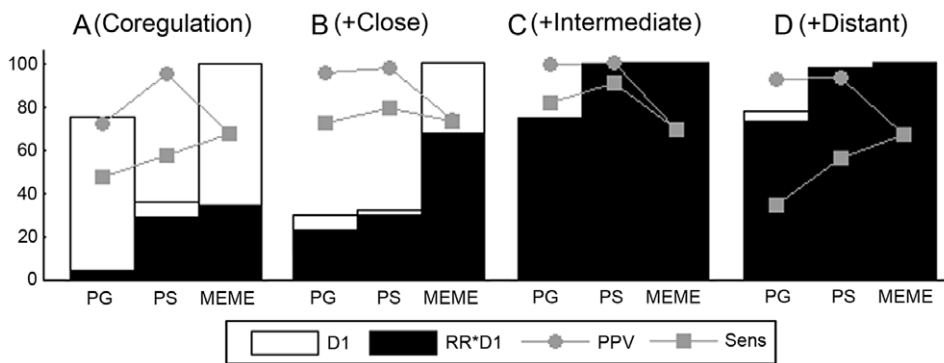 A (Coregulation) B (+Close) C (+Intermediate) D (+Distant)
100
80
60
40
20
0
PG PS MEME PG PS MEME PG PS MEME PG PS MEME
D1 RR*D1 PPV Sens